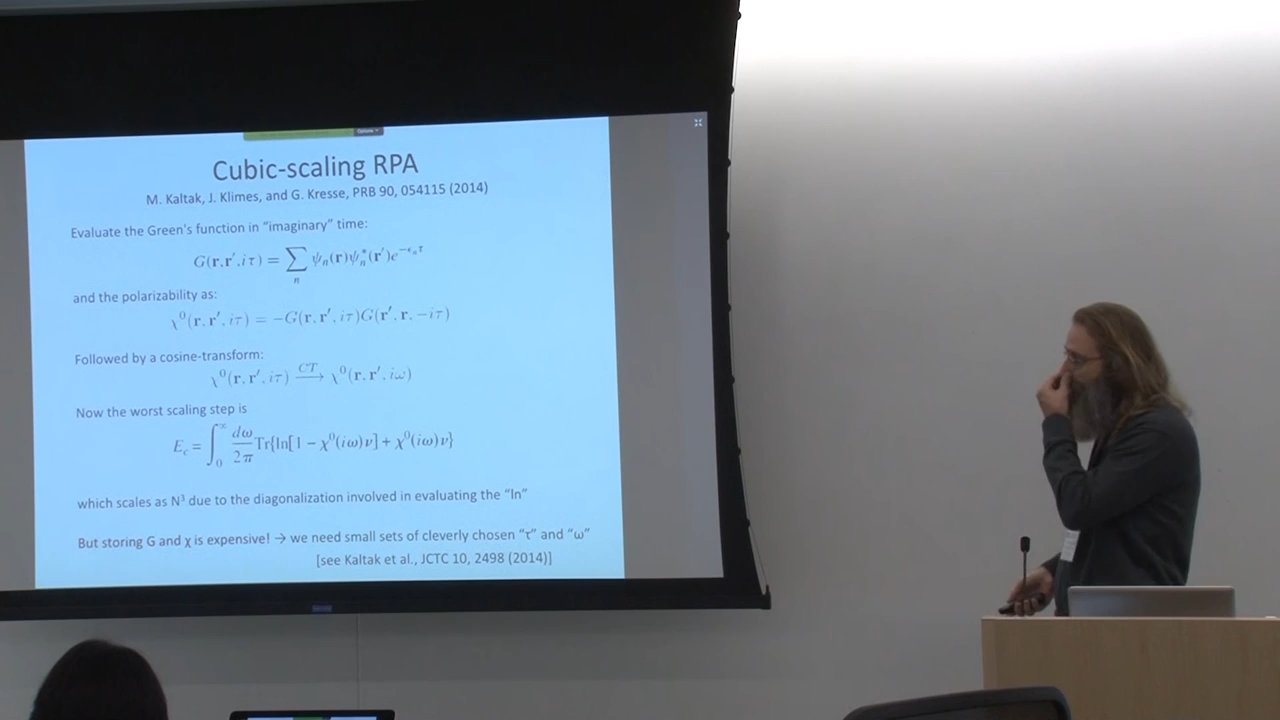 Options
Cubic-scaling RPA
M. Kaltak, J. Klimes, and G. Kresse, PRB 90, 054115 (2014)
Evaluate the Green's function in "imaginary" time:
G(r,r′,iτ) = ∑ₙ ψₙ(r)ψₙ*(r′)e^{−ϵₙτ}
and the polarizability as:
χ⁰(r,r′,iτ) = −G(r,r′,iτ)G(r′,r,−iτ)
Followed by a cosine-transform:
χ⁰(r,r′,iτ) —CT→ χ⁰(r,r′,iω)
Now the worst scaling step is
E_c = ∫₀^∞ dω/2π Tr{ln[1 − χ⁰(iω)ν] + χ⁰(iω)ν}
which scales as N³ due to the diagonalization involved in evaluating the "ln"
But storing G and χ is expensive! → we need small sets of cleverly chosen "τ" and "ω"
[see Kaltak et al., JCTC 10, 2498 (2014)]